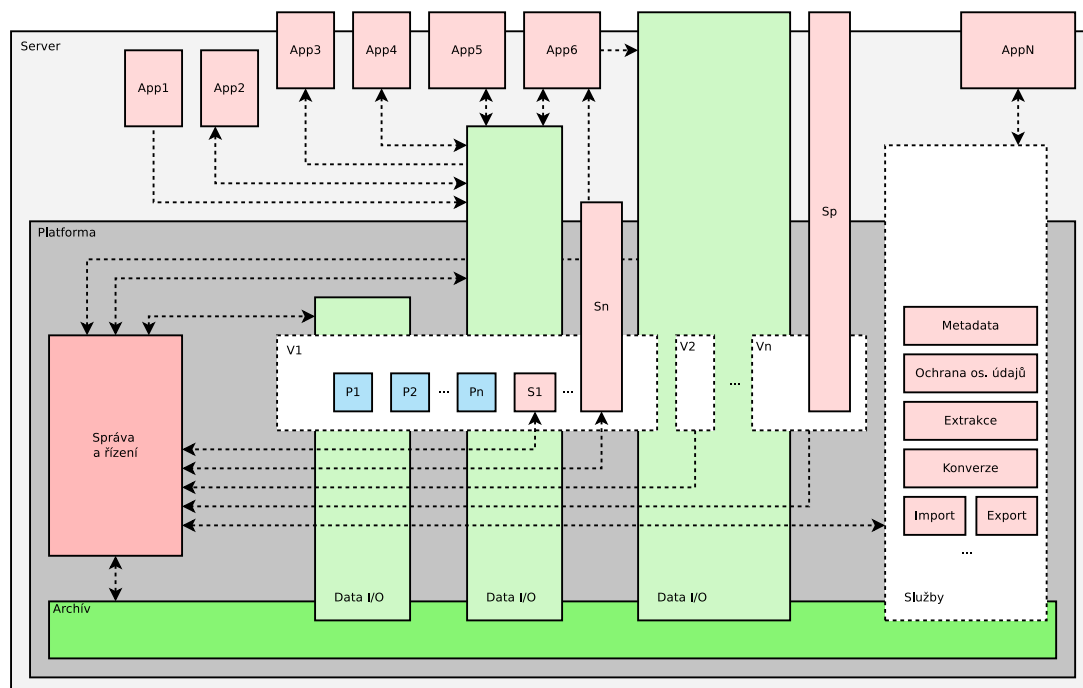 Server
App1
App2
App3
App4
App5
App6
AppN
Platforma
Sp
Sn
V1
V2
Vn
P1
P2
...
Pn
S1
...
...
Správa
a řízení
Metadata
Ochrana os. údajů
Extrakce
Konverze
Import
Export
...
Služby
Data I/O
Data I/O
Data I/O
Archív